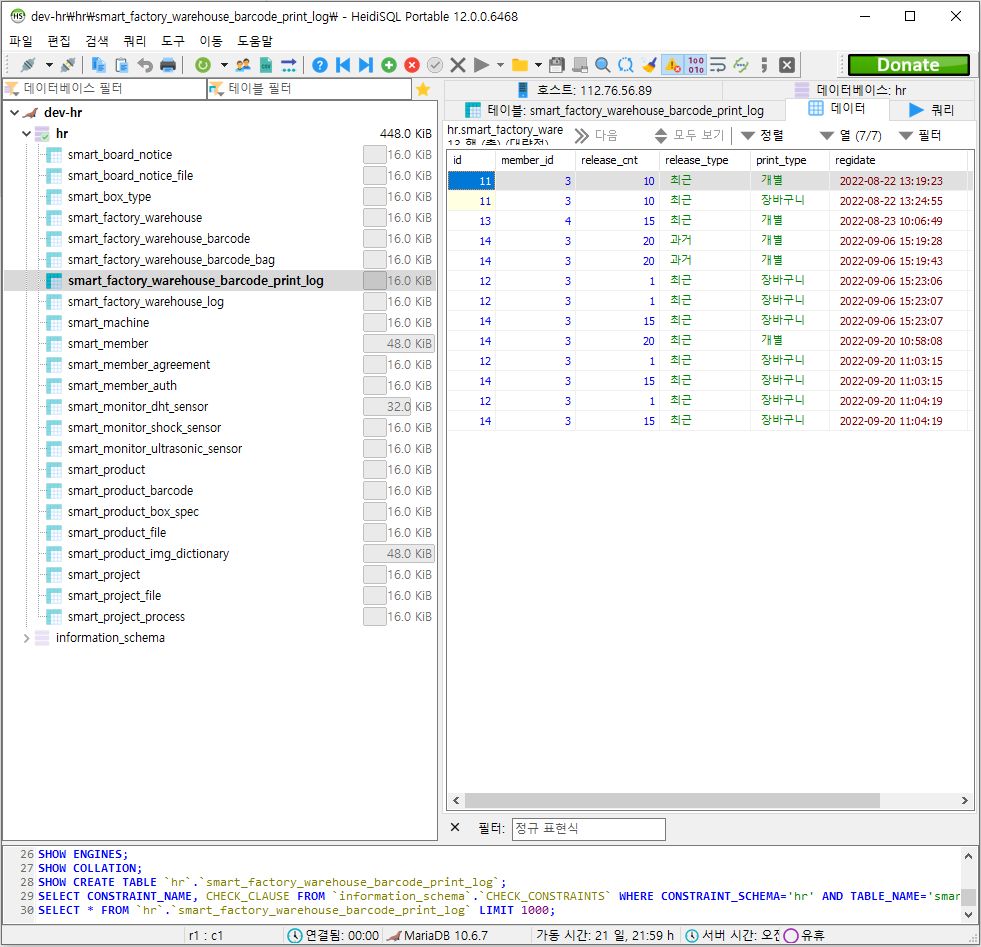 dev-hr₩hr₩smart_factory_warehouse_barcode_print_log₩ - HeidiSQL Portable 12.0.0.6468
파일 편집 검색 쿼리 도구 이동 도움말
Donate
데이터베이스 필터 테이블 필터
호스트: 112.76.56.89 데이터베이스: hr
테이블: smart_factory_warehouse_barcode_print_log 데이터 쿼리
dev-hr
hr 448.0 KiB
smart_board_notice 16.0 KiB
smart_board_notice_file 16.0 KiB
smart_box_type 16.0 KiB
smart_factory_warehouse 16.0 KiB
smart_factory_warehouse_barcode 16.0 KiB
smart_factory_warehouse_barcode_bag 16.0 KiB
smart_factory_warehouse_barcode_print_log 16.0 KiB
smart_factory_warehouse_log 16.0 KiB
smart_machine 16.0 KiB
smart_member 48.0 KiB
smart_member_agreement 16.0 KiB
smart_member_auth 16.0 KiB
smart_monitor_dht_sensor 32.0 KiB
smart_monitor_shock_sensor 16.0 KiB
smart_monitor_ultrasonic_sensor 16.0 KiB
smart_product 16.0 KiB
smart_product_barcode 16.0 KiB
smart_product_box_spec 16.0 KiB
smart_product_file 16.0 KiB
smart_product_img_dictionary 48.0 KiB
smart_project 16.0 KiB
smart_project_file 16.0 KiB
smart_project_process 16.0 KiB
information_schema
hr.smart_factory_ware 다음 모두 보기 정렬 열 (7/7) 필터
13 행 (총) (대략적)
id member_id release_cnt release_type print_type regidate
11 3 10 최근 개별 2022-08-22 13:19:23
11 3 10 최근 장바구니 2022-08-22 13:24:55
13 4 15 최근 개별 2022-08-23 10:06:49
14 3 20 과거 개별 2022-09-06 15:19:28
14 3 20 과거 개별 2022-09-06 15:19:43
12 3 1 최근 장바구니 2022-09-06 15:23:06
12 3 1 최근 장바구니 2022-09-06 15:23:07
14 3 15 최근 장바구니 2022-09-06 15:23:07
14 3 20 최근 개별 2022-09-20 10:58:08
12 3 1 최근 장바구니 2022-09-20 11:03:15
14 3 15 최근 장바구니 2022-09-20 11:03:15
12 3 1 최근 장바구니 2022-09-20 11:04:19
14 3 15 최근 장바구니 2022-09-20 11:04:19
필터: 정규 표현식
26 SHOW ENGINES;
27 SHOW COLLATION;
28 SHOW CREATE TABLE `hr`.`smart_factory_warehouse_barcode_print_log`;
29 SELECT CONSTRAINT_NAME, CHECK_CLAUSE FROM `information_schema`.`CHECK_CONSTRAINTS` WHERE CONSTRAINT_SCHEMA='hr' AND TABLE_NAME='smar
30 SELECT * FROM `hr`.`smart_factory_warehouse_barcode_print_log` LIMIT 1000;
r1 : c1 연결됨: 00:00 MariaDB 10.6.7 가동 시간: 21 일, 21:59 h 서버 시간: 오전 유휴